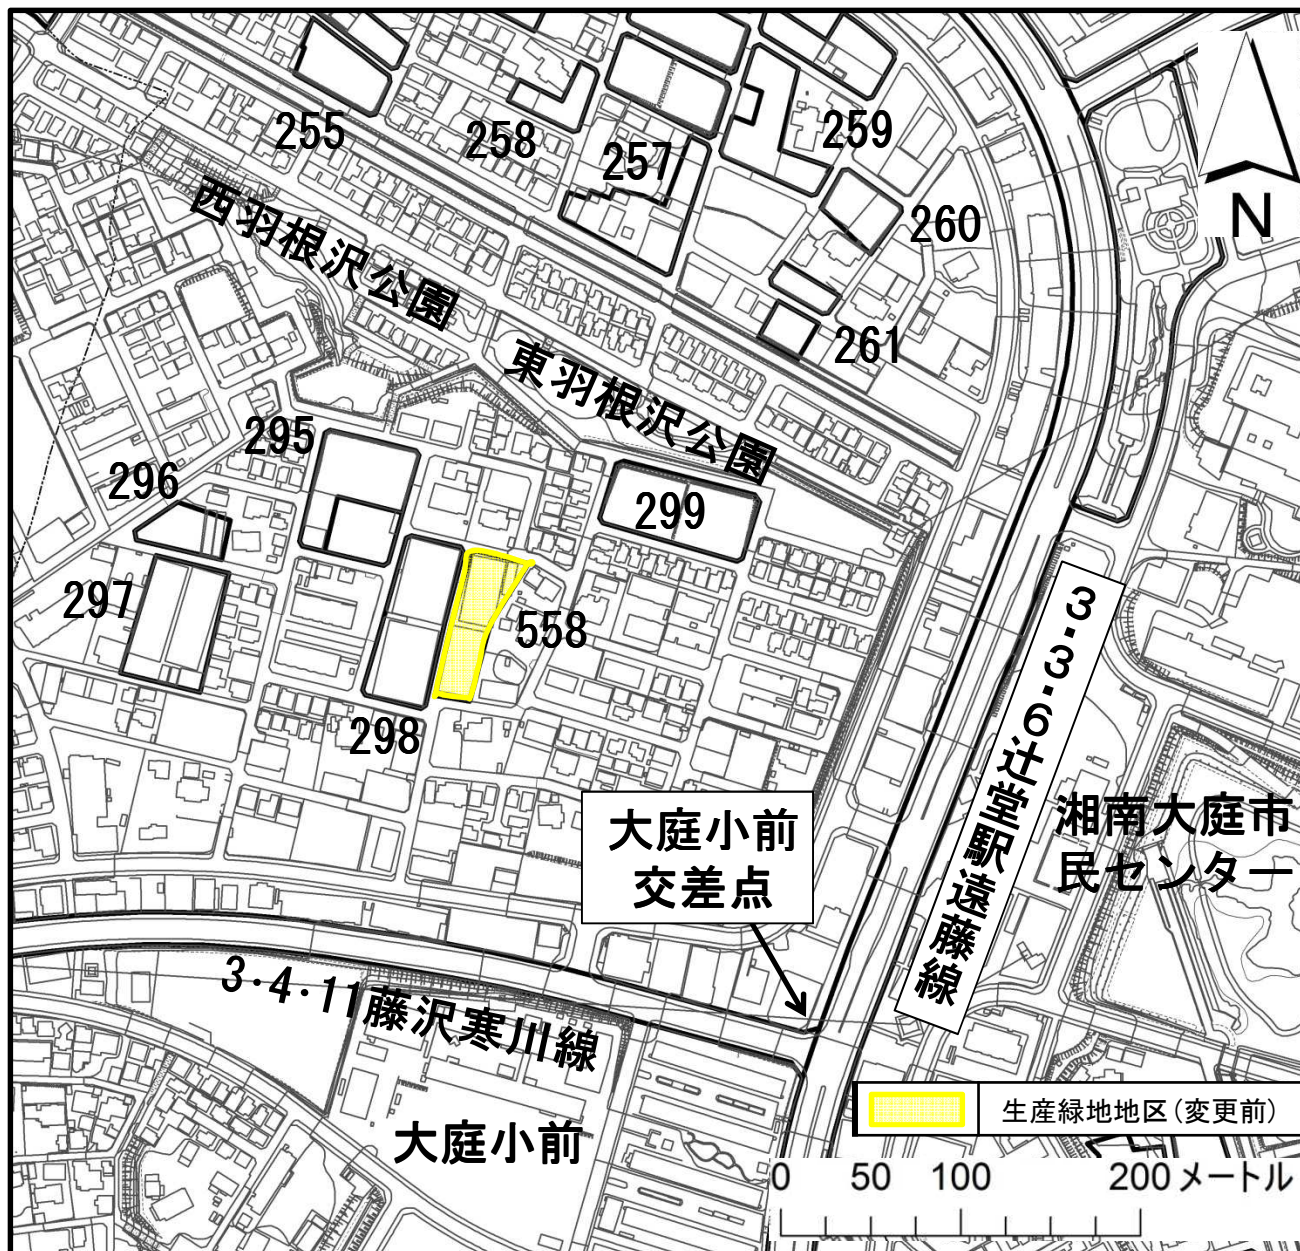 255
258
257
259
260
261
N
西羽根沢公園
東羽根沢公園
295
296
297
298
299
558
3・3・6辻堂駅遠藤線
湘南大庭市
民センター
大庭小前
交差点
3・4・11藤沢寒川線
大庭小前
生産緑地地区(変更前)
0 50 100 200メートル